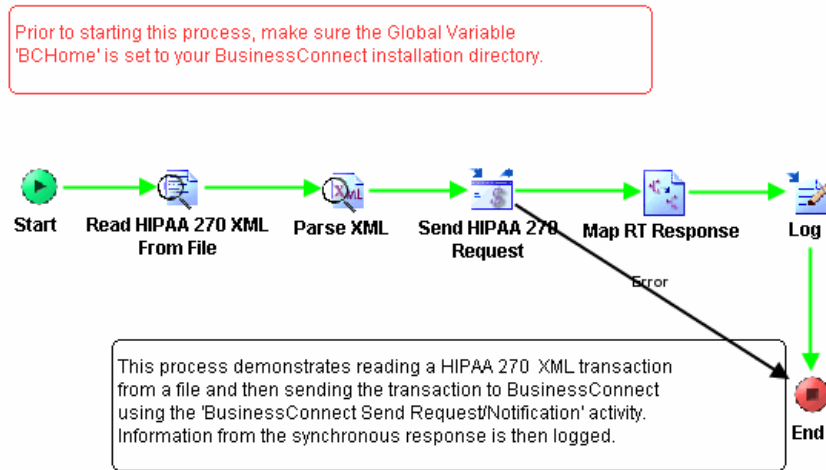 Prior to starting this process, make sure the Global Variable
'BCHome' is set to your BusinessConnect installation directory.
Start
Read HIPAA 270 XML
From File
Parse XML
Send HIPAA 270
Request
Map RT Response
Log
Error
This process demonstrates reading a HIPAA 270 XML transaction
from a file and then sending the transaction to BusinessConnect
using the 'BusinessConnect Send Request/Notification' activity.
Information from the synchronous response is then logged.
End